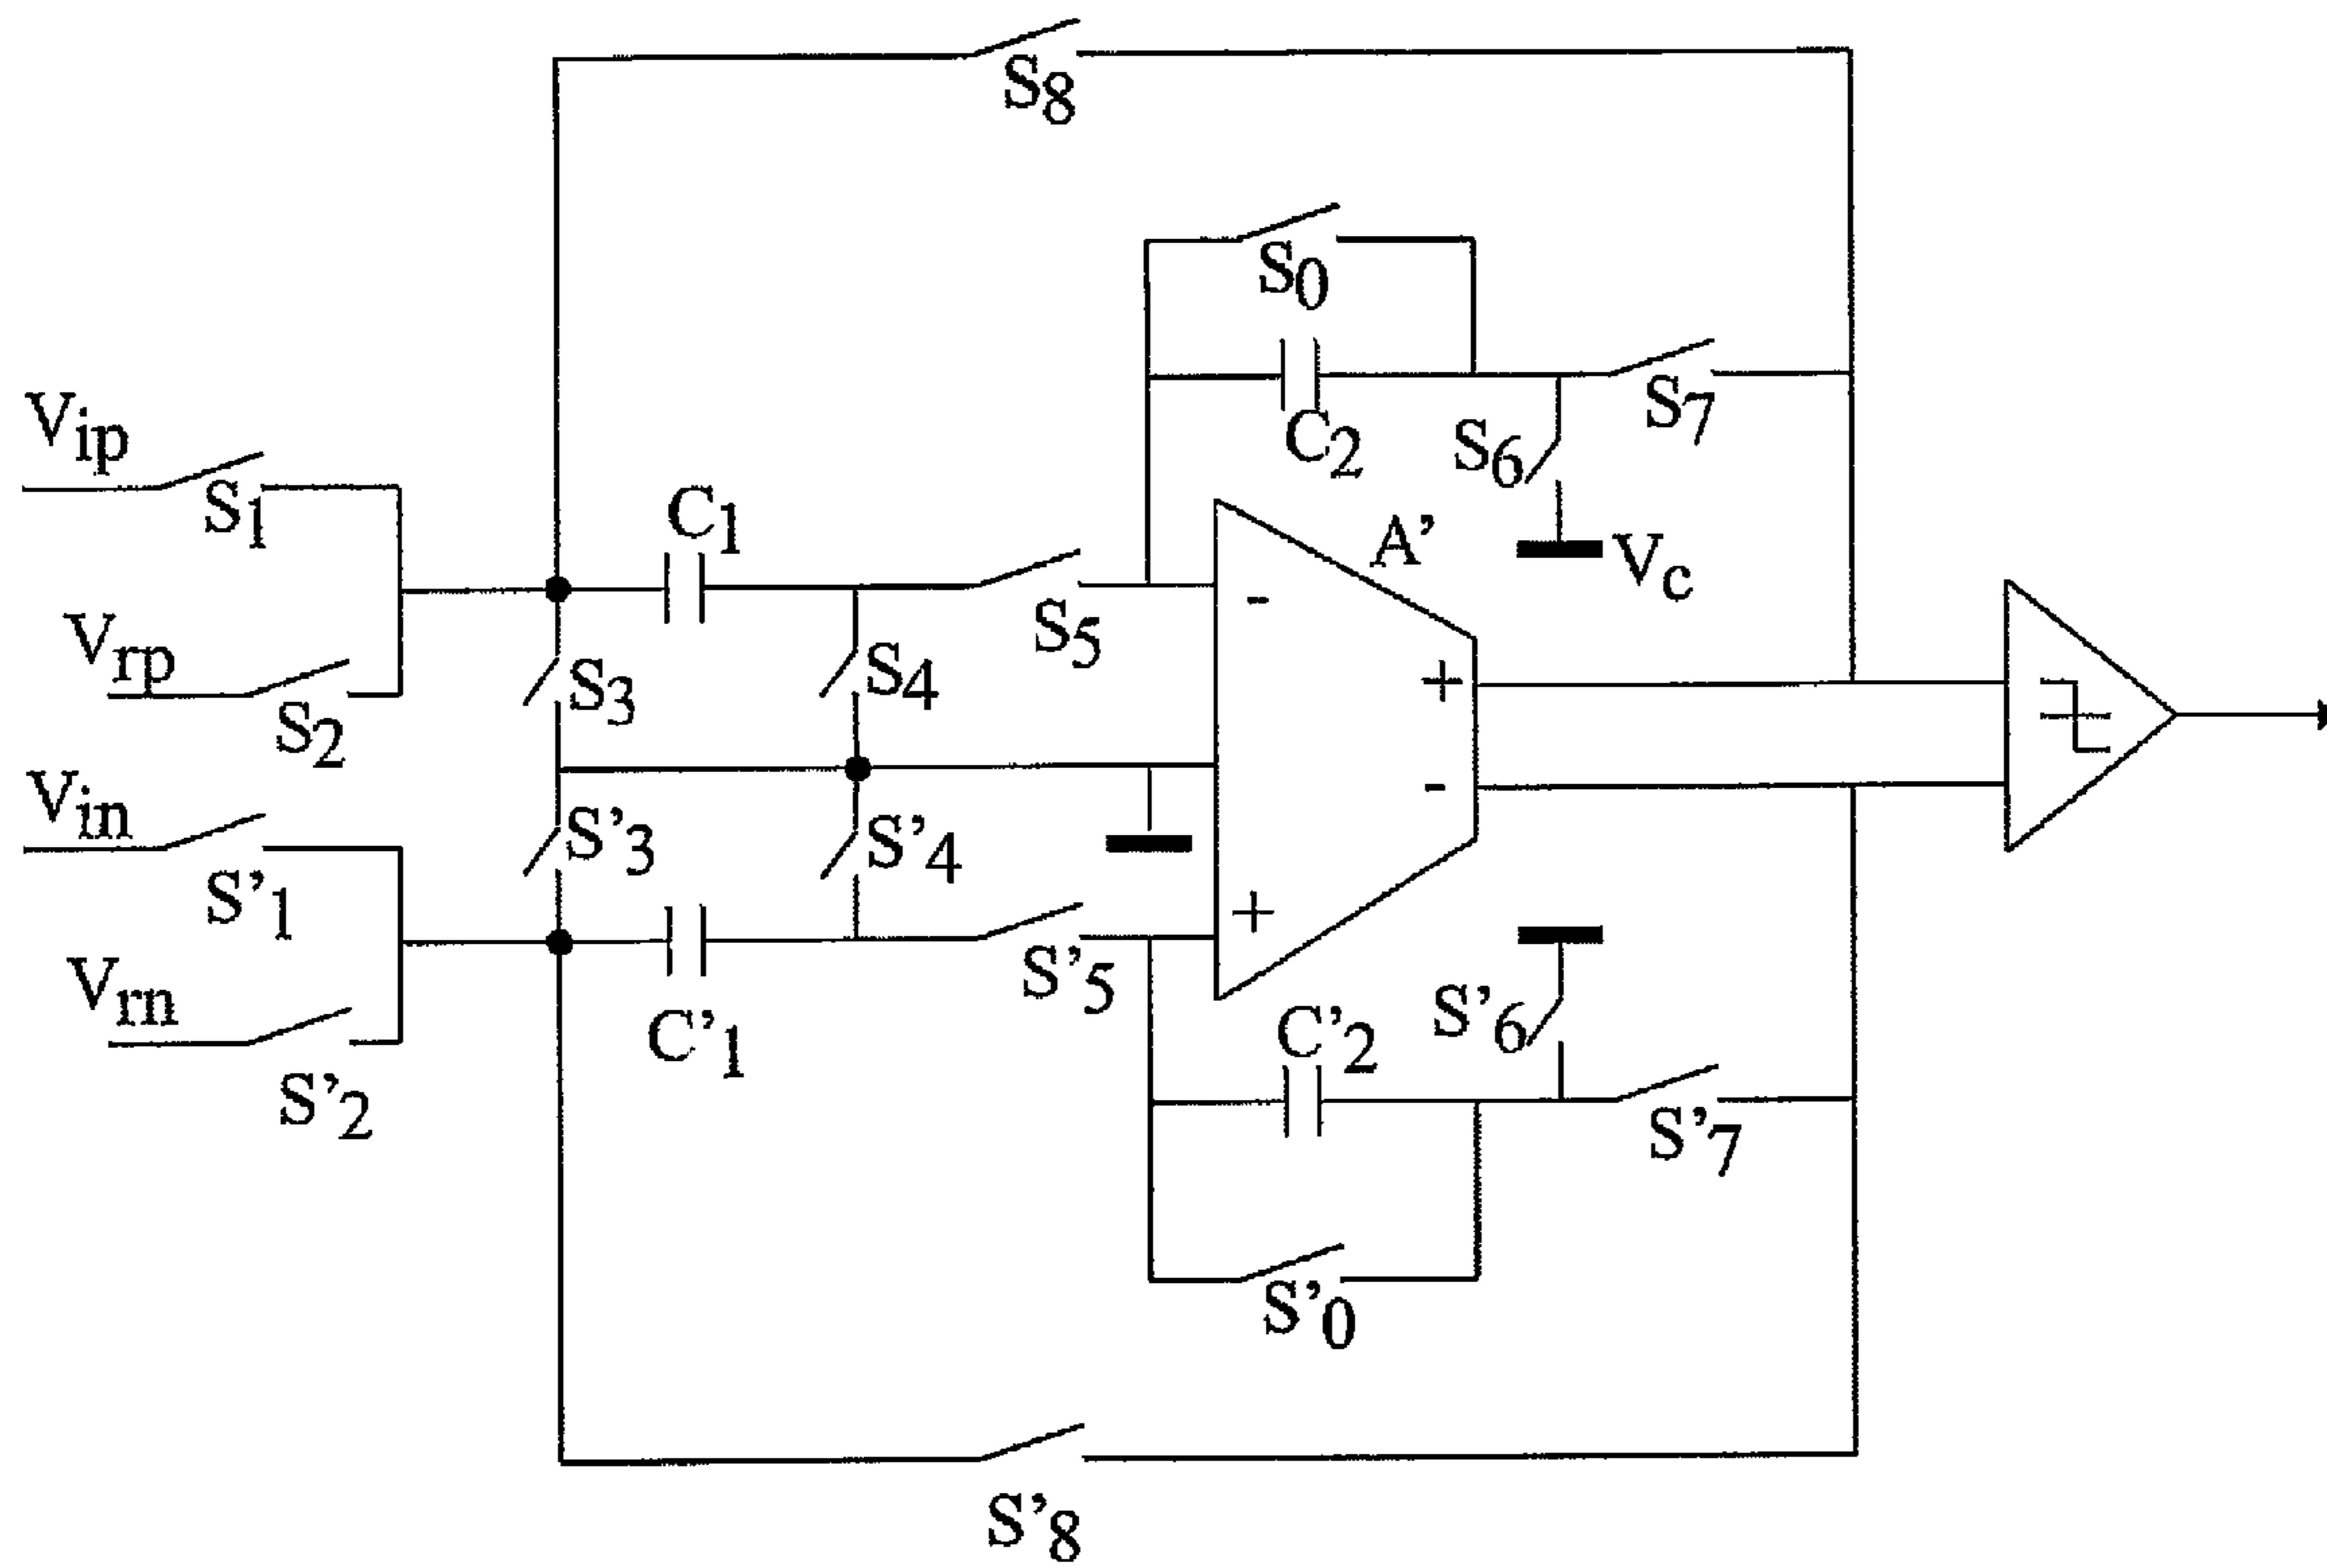 S8
S0
Vip
S7
C2
S6
S1
C1
A'
Vc
-
Vrp
S5
S4
S3
+
S2
Vin
-
S'3
S'4
S'1
+
Vrn
S'5
S'6
C'1
C'2
S'2
S'7
S'0
S'8